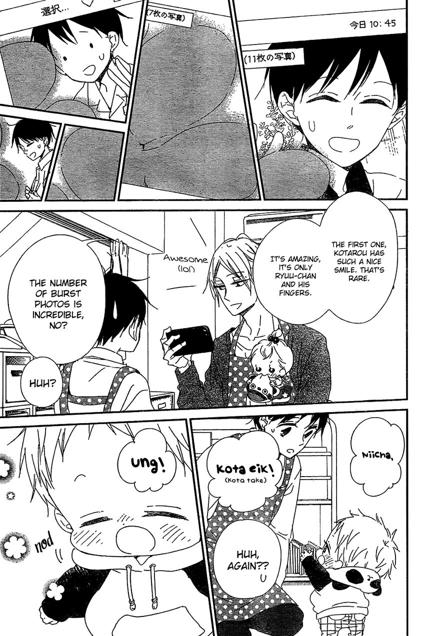 今日 10:45
(11枚の写真)
(7枚の写真)
選択...
THE FIRST ONE,
KOTAROU HAS
SUCH A NICE
SMILE. THAT'S
RARE.
IT'S AMAZING,
IT'S ONLY
RYUU-CHAN
AND HIS
FINGERS.
Awesome
(lol)
THE NUMBER
OF BURST
PHOTOS IS
INCREDIBLE,
NO?
HUH?
Niicha,
Kota eik!
(Kota take)
HUH,
AGAIN??
ung!
nod